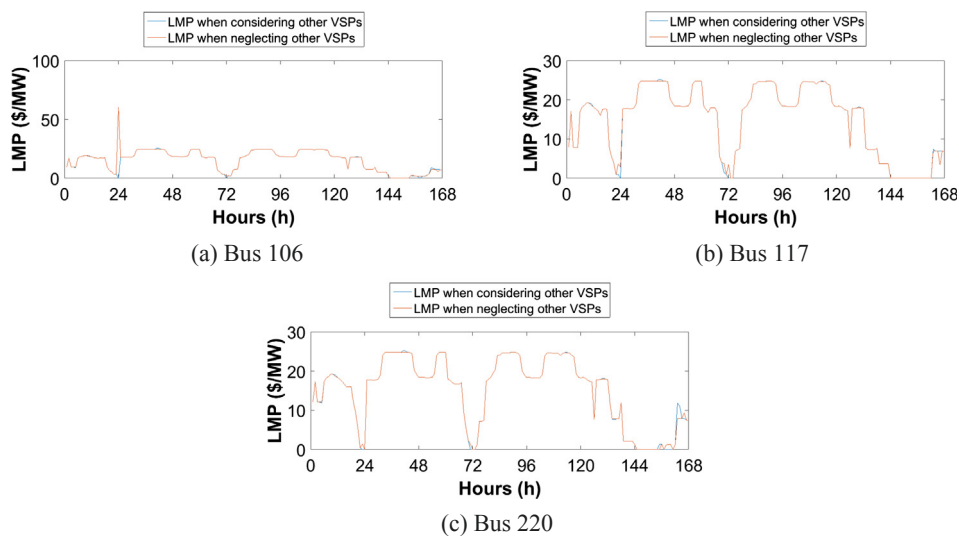 LMP when considering other VSPs
LMP when neglecting other VSPs
LMP ($/MW)
100
50
0
0 24 48 72 96 120 144 168
Hours (h)
(a) Bus 106
LMP when considering other VSPs
LMP when neglecting other VSPs
LMP ($/MW)
30
20
10
0
0 24 48 72 96 120 144 168
Hours (h)
(b) Bus 117
LMP when considering other VSPs
LMP when neglecting other VSPs
LMP ($/MW)
30
20
10
0
0 24 48 72 96 120 144 168
Hours (h)
(c) Bus 220